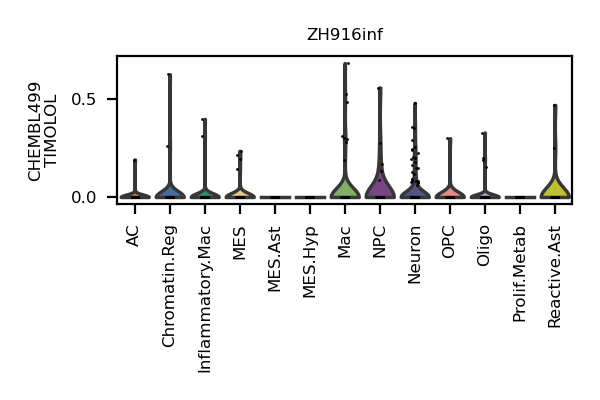 ZH916inf
CHEMBL499
TIMOLOL
0.5
0.0
AC
Chromatin.Reg
Inflammatory.Mac
MES
MES.Ast
MES.Hyp
Mac
NPC
Neuron
OPC
Oligo
Prolif.Metab
Reactive.Ast